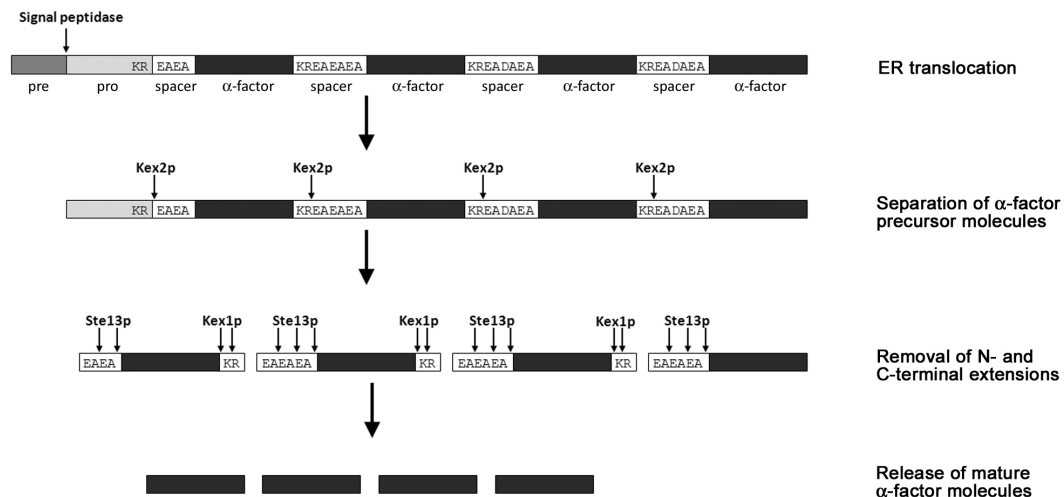 Signal peptidase
KR EAEA KREAEAEA KREADAEA KREADAEA
ER translocation
pre pro spacer α-factor spacer α-factor spacer α-factor spacer α-factor
Kex2p Kex2p Kex2p Kex2p
KR EAEA KREAEAEA KREADAEA KREADAEA
Separation of α-factor
precursor molecules
Ste13p Kex1p Ste13p Kex1p Ste13p Kex1p Ste13p
EAEA KR EAEAEA KR EAEAEA KR EAEAEA
Removal of N- and
C-terminal extensions
Release of mature
α-factor molecules